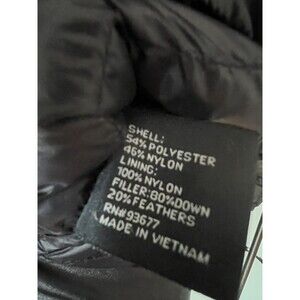 SHELL:
54% POLYESTER
46% NYLON
LINING:
100% NYLON
FILLER: 80% DOWN
20% FEATHERS
RN# 93677
MADE IN VIETNAM